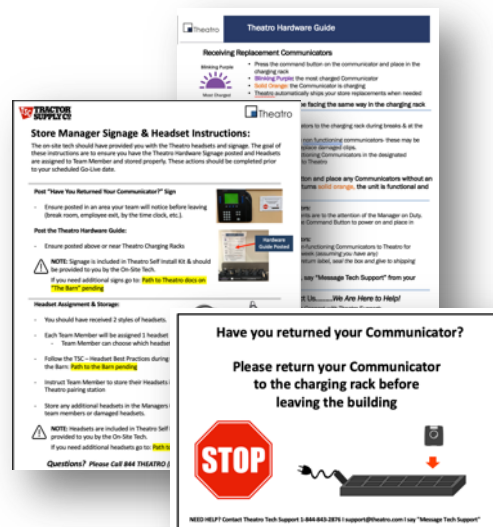 Theatro
Theatro Hardware Guide
Receiving Replacement Communicators
Blinking Purple
Most Charged
• Press the command button on the communicator and place in the
charging rack
• Blinking Purple: the most charged Communicator
• Solid Orange: the Communicator is charging
• Theatro automatically ships your store replacements when needed
e facing the same way in the charging rack
ators to the charging rack during breaks & at the
non functioning communicators- these may be
eplace damaged clips.
tioning Communicators in the designated
to Theatro
tton and place any Communicators without an
turns solid orange, the unit is functional and
ents are to the attention of the Manager on Duty.
e Command Button to power on and place in
n-functioning Communicators to Theatro for
week (assuming you have any)
return label, seal the box and give to shipping
, say "Message Tech Support" from your
ct Us......We Are Here to Help!
TRACTOR
SUPPLY CO
Theatro
Store Manager Signage & Headset Instructions:
The on-site tech should have provided you with the Theatro headsets and signage. The goal of
these instructions is to ensure you have the Theatro Hardware Signage posted and Headsets
are assigned to Team Member and stored properly. These actions should be completed prior
to your scheduled Go-Live date.
Post "Have You Returned Your Communicator?" Sign
- Ensure posted in an area your team will notice before leaving
(break room, employee exit, by the time clock, etc.).
Post the Theatro Hardware Guide:
- Ensure posted above or near Theatro Charging Racks
Hardware
Guide Posted
NOTE: Signage is included in Theatro Self Install Kit & should
be provided to you by the On-Site Tech.
If you need additional signs go to: Path to Theatro docs on
"The Barn" pending
Headset Assignment & Storage:
- You should have received 2 styles of headsets.
- Each Team Member will be assigned 1 headset
- Team Member can choose which headset
- Follow the TSC – Headset Best Practices during
the Barn: Path to the Barn pending
- Instruct Team Member to store their Headsets i
Theatro pairing station
- Store any additional headsets in the Managers
team members or damaged headsets.
NOTE: Headsets are included in Theatro Self
provided to you by the On-Site Tech.
If you need additional headsets go to: Path to
Questions? Please Call 844 THEATRO (
Have you returned your Communicator?
Please return your Communicator
to the charging rack before
leaving the building
STOP
NEED HELP? Contact Theatro Tech Support 1-844-843-2876 I support@theatro.com I say "Message Tech Support"